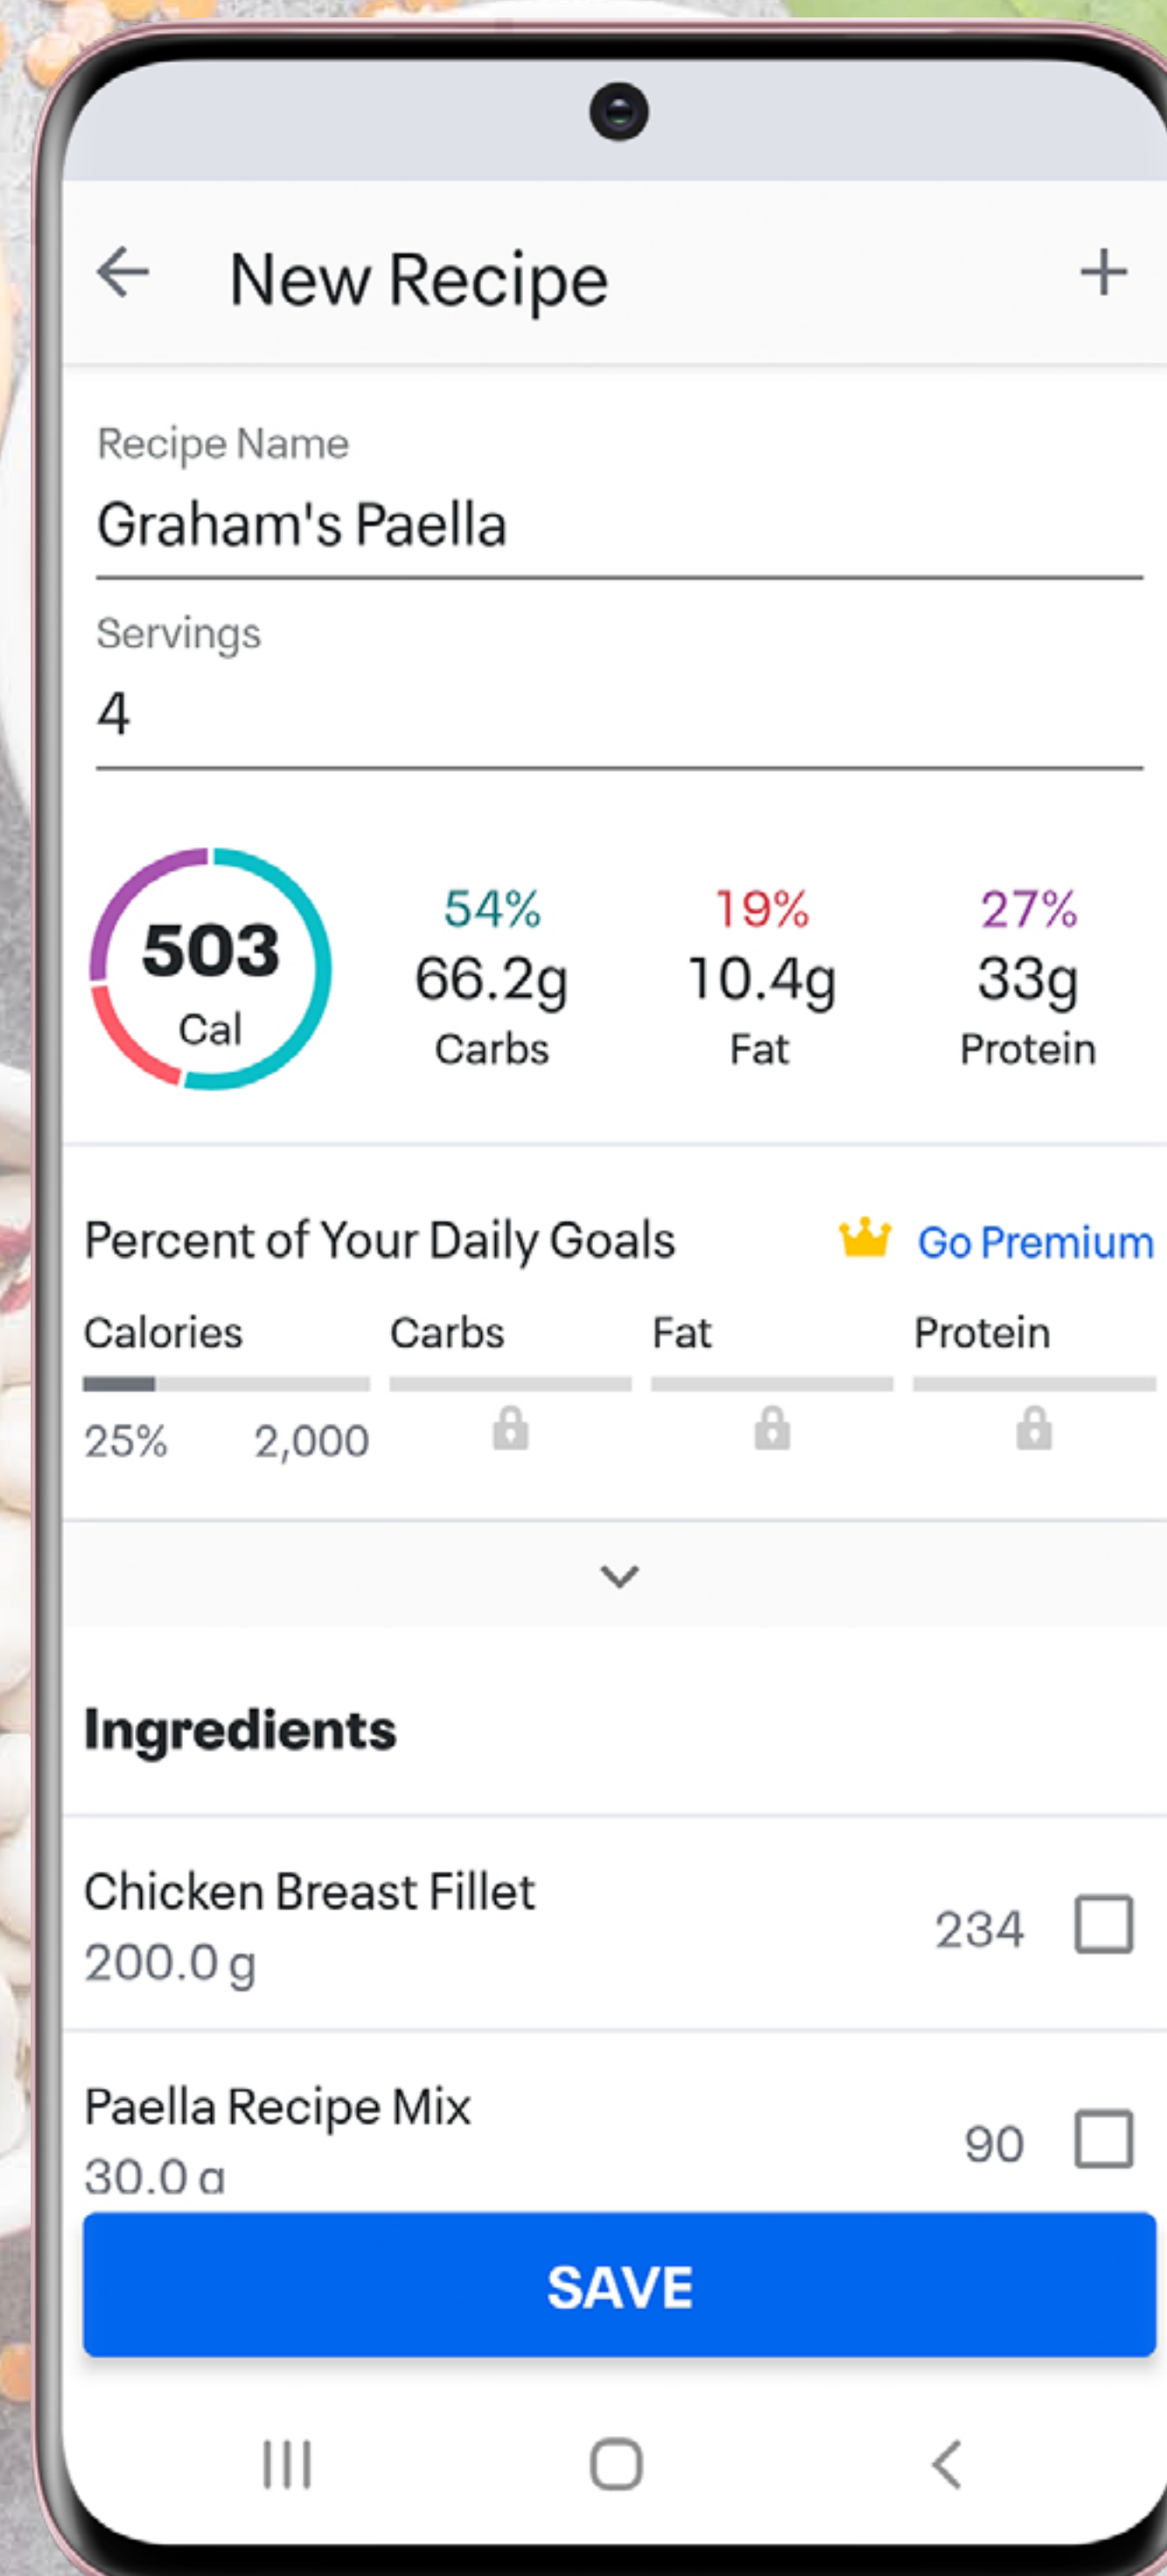 New Recipe
Recipe Name
Graham's Paella
Servings
4
503
Cal
54%
66.2g
Carbs
19%
10.4g
Fat
27%
33g
Protein
Percent of Your Daily Goals
Go Premium
Calories
Carbs
Fat
Protein
25%
2,000
Ingredients
Chicken Breast Fillet
200.0 g
234
Paella Recipe Mix
30.0 g
90
SAVE